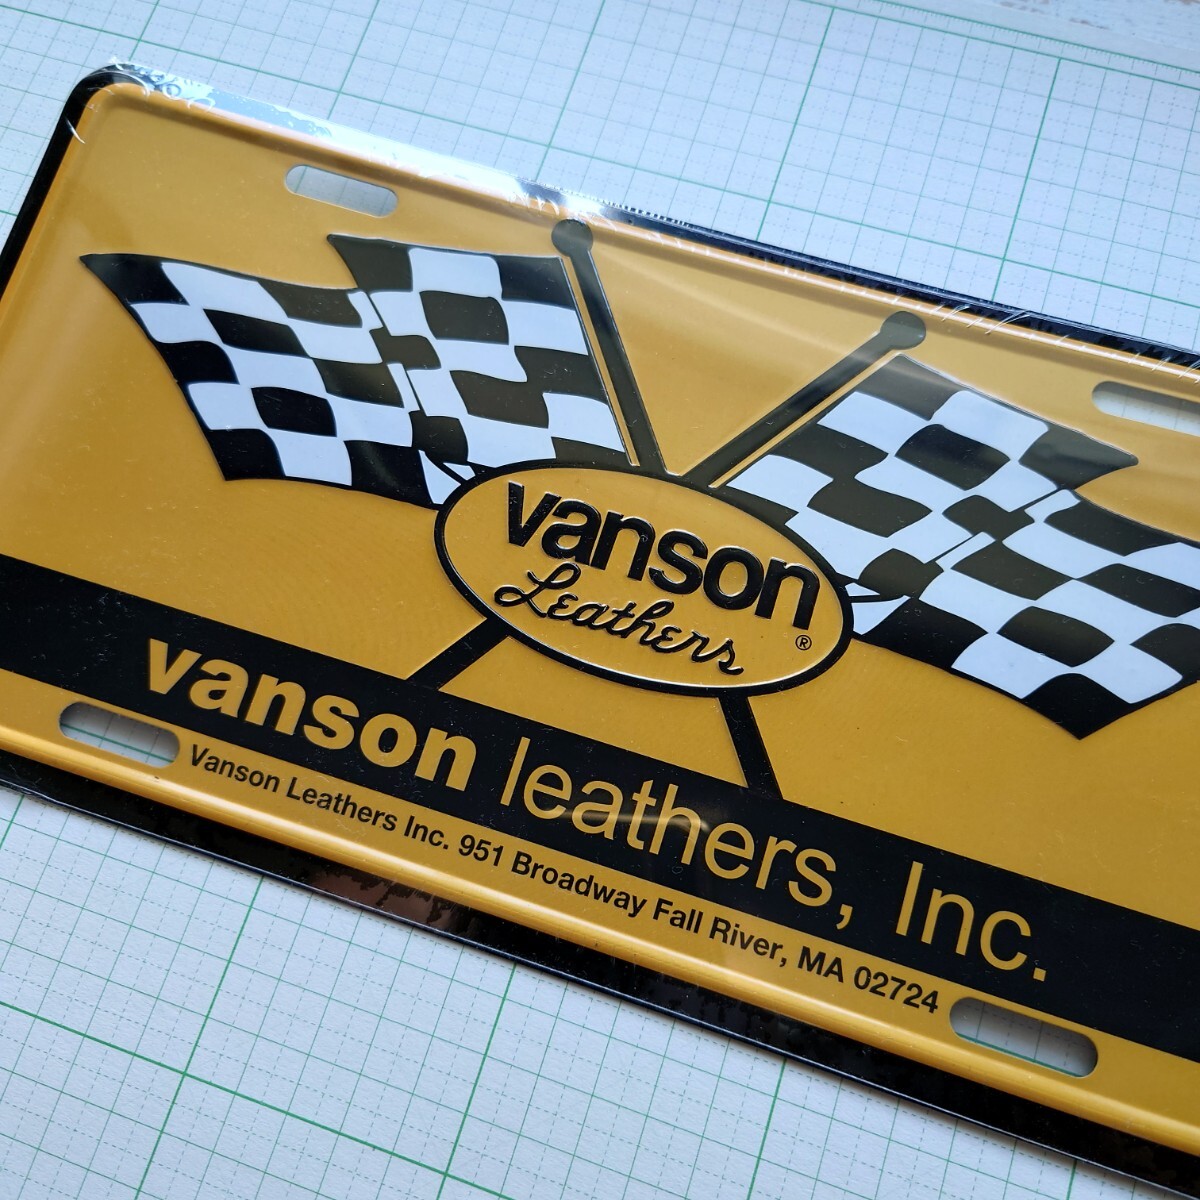 vanson
Leathers ®
vanson leathers, Inc.
Vanson Leathers Inc. 951 Broadway Fall River, MA 02724